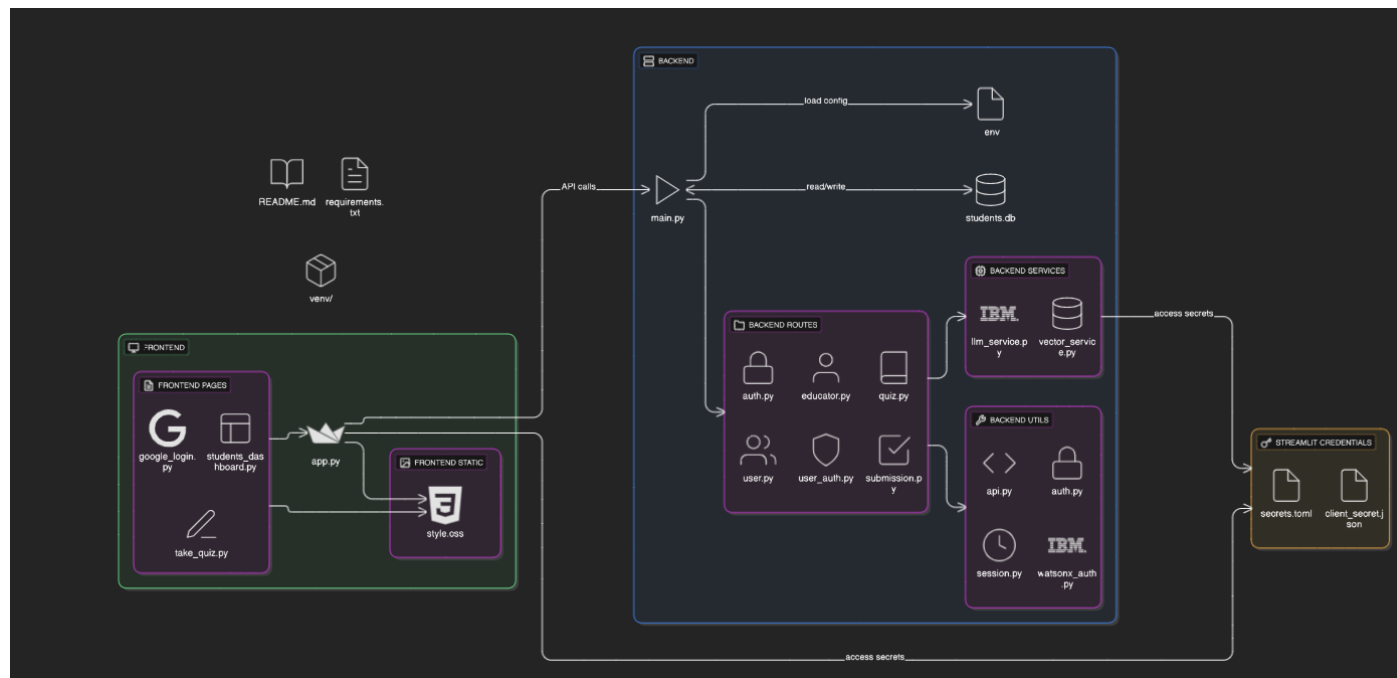 BACKEND
load config
env
README.md
requirements.
txt
API calls
main.py
read/write
students.db
venv/
BACKEND SERVICES
IBM.
llm_service.p
y
vector_servic
e.py
access secrets
BACKEND ROUTES
auth.py
educator.py
quiz.py
user.py
user_auth.py
submission.p
y
FRONTEND
FRONTEND PAGES
G
google_login.
py
students_das
hboard.py
take_quiz.py
app.py
FRONTEND STATIC
3
style.css
BACKEND UTILS
api.py
auth.py
session.py
IBM.
watsonx_auth
.py
STREAMLIT CREDENTIALS
secrets.toml
client_secret.j
son
access secrets